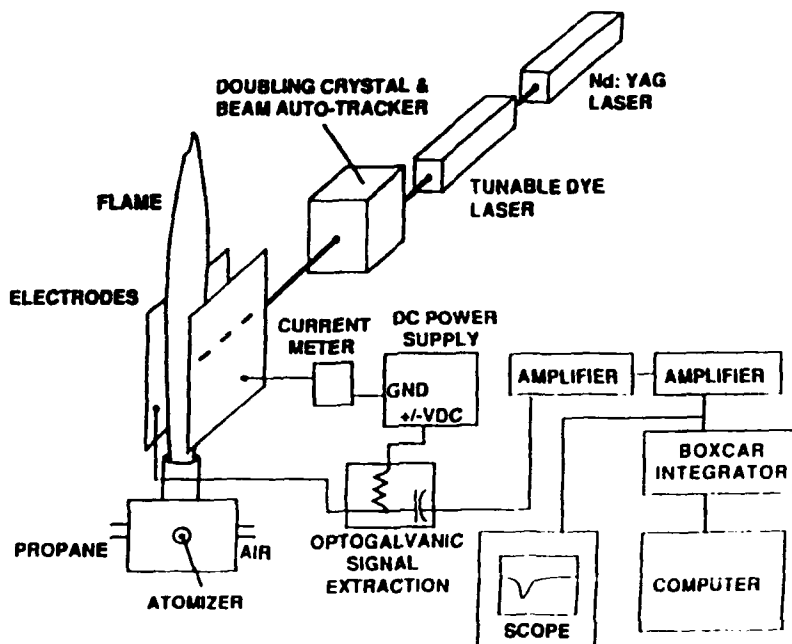 DOUBLING CRYSTAL &
BEAM AUTO-TRACKER
Nd: YAG
LASER
TUNABLE DYE
LASER
FLAME
ELECTRODES
CURRENT
METER
DC POWER
SUPPLY
GND
+/-VDC
AMPLIFIER
AMPLIFIER
BOXCAR
INTEGRATOR
PROPANE
AIR
ATOMIZER
OPTOGALVANIC
SIGNAL
EXTRACTION
SCOPE
COMPUTER